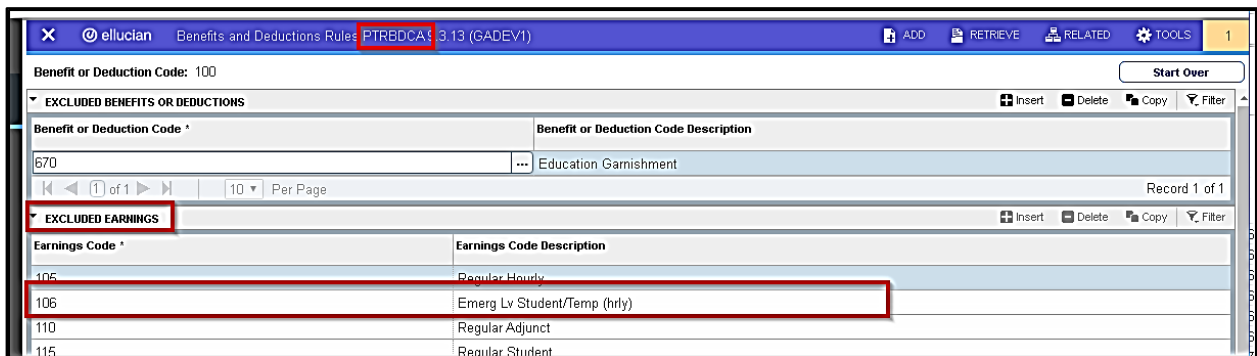 ✕ ellucian Benefits and Deductions Rules PTRBDCA 9.3.13 (GADEV1) ADD RETRIEVE RELATED TOOLS 1
Benefit or Deduction Code: 100 Start Over
EXCLUDED BENEFITS OR DEDUCTIONS Insert Delete Copy Filter
Benefit or Deduction Code * Benefit or Deduction Code Description
670 ... Education Garnishment
1 of 1 10 Per Page Record 1 of 1
EXCLUDED EARNINGS Insert Delete Copy Filter
Earnings Code * Earnings Code Description
105 Regular Hourly
106 Emerg Lv Student/Temp (hrly)
110 Regular Adjunct
115 Regular Student